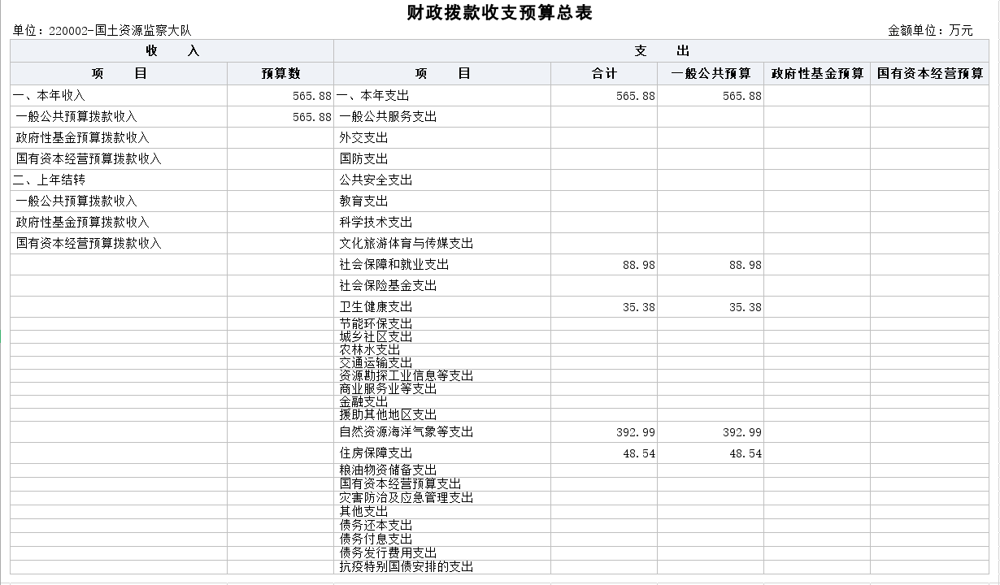 财政拨款收支预算总表
单位：220002-国土资源监察大队 金额单位：万元
收 入 支 出
项 目 预算数 项 目 合计 一般公共预算 政府性基金预算 国有资本经营预算
一、本年收入 565.88 一、本年支出 565.88 565.88
一般公共预算拨款收入 565.88 一般公共服务支出
政府性基金预算拨款收入 外交支出
国有资本经营预算拨款收入 国防支出
二、上年结转 公共安全支出
一般公共预算拨款收入 教育支出
政府性基金预算拨款收入 科学技术支出
国有资本经营预算拨款收入 文化旅游体育与传媒支出
社会保障和就业支出 88.98 88.98
社会保险基金支出
卫生健康支出 35.38 35.38
节能环保支出
城乡社区支出
农林水支出
交通运输支出
资源勘探工业信息等支出
商业服务业等支出
金融支出
援助其他地区支出
自然资源海洋气象等支出 392.99 392.99
住房保障支出 48.54 48.54
粮油物资储备支出
国有资本经营预算支出
灾害防治及应急管理支出
其他支出
债务还本支出
债务付息支出
债务发行费用支出
抗疫特别国债安排的支出